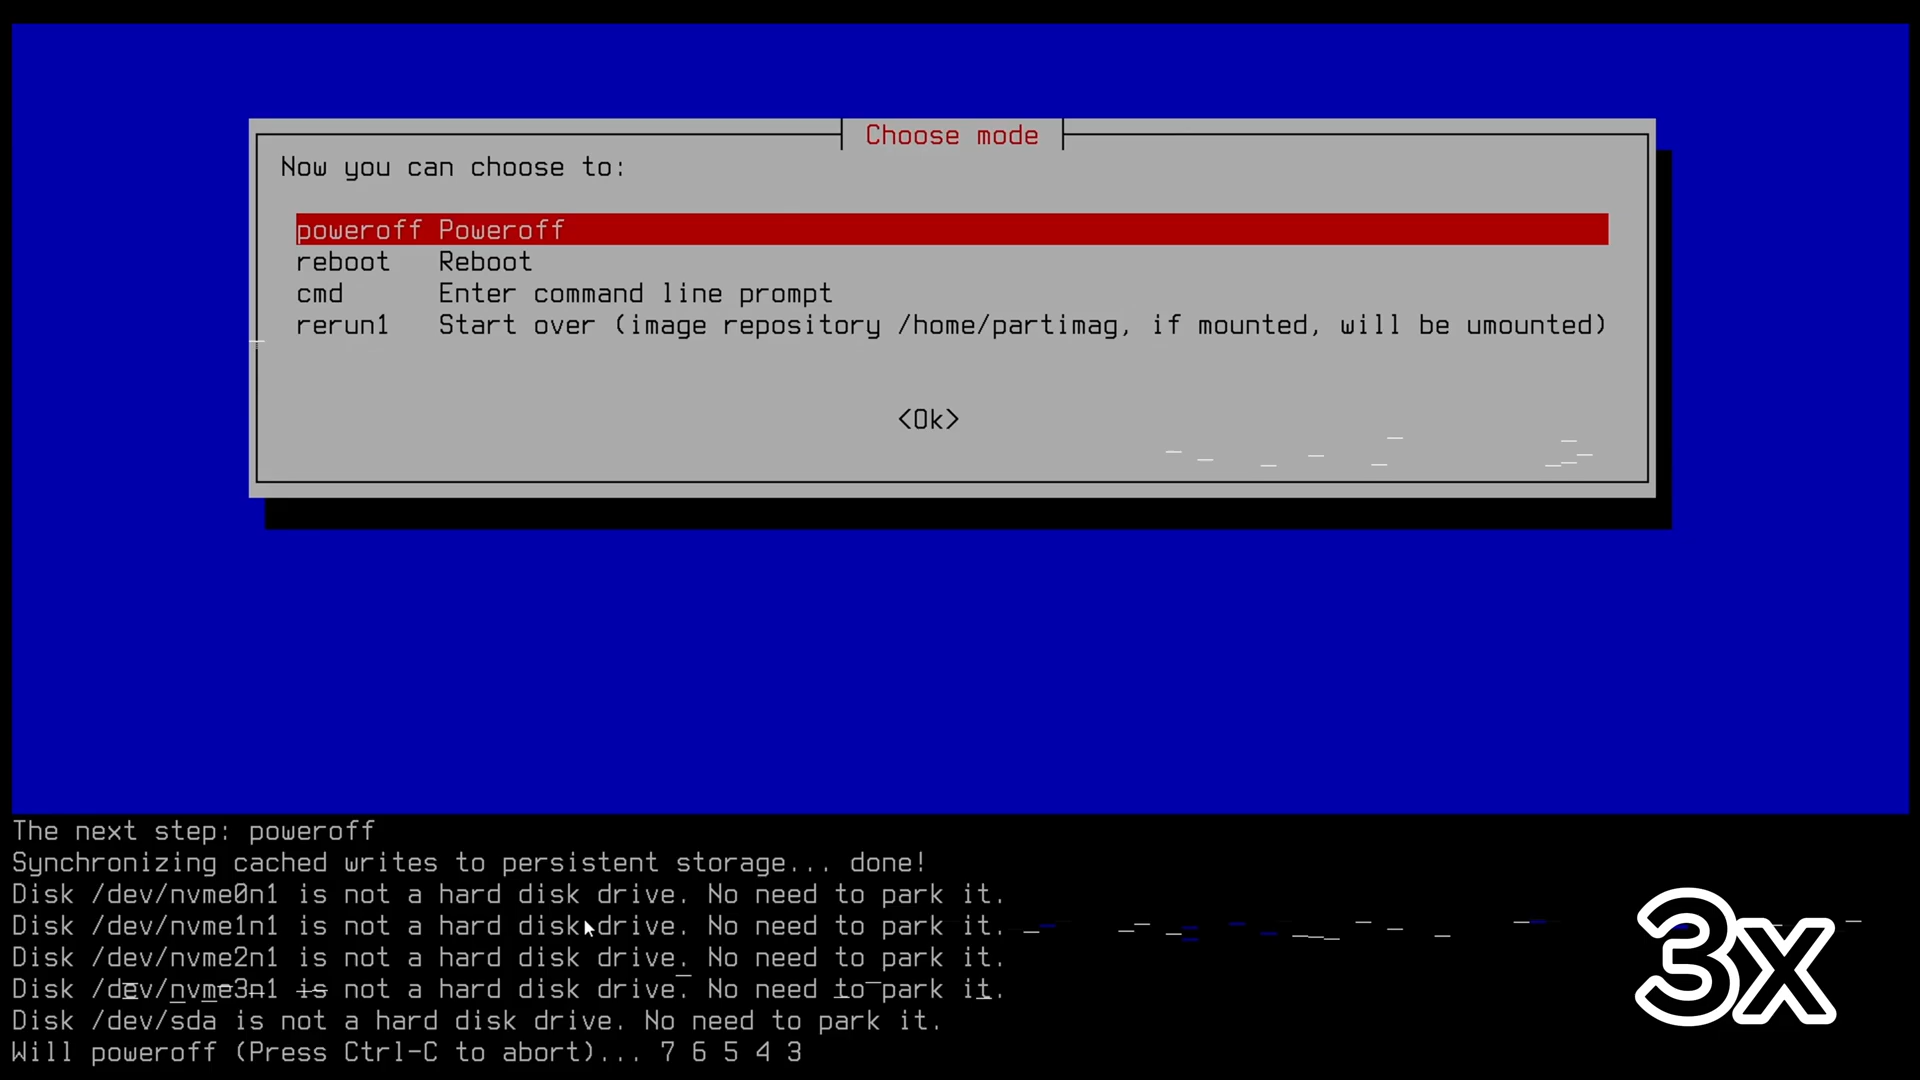 Choose mode
Now you can choose to:
poweroff Poweroff
reboot Reboot
cmd Enter command line prompt
rerun1 Start over (image repository /home/partimag, if mounted, will be umounted)
<Ok>
The next step: poweroff
Synchronizing cached writes to persistent storage... done!
Disk /dev/nvme0n1 is not a hard disk drive. No need to park it.
Disk /dev/nvme1n1 is not a hard disk drive. No need to park it.
Disk /dev/nvme2n1 is not a hard disk drive. No need to park it.
Disk /dev/nvme3n1 is not a hard disk drive. No need to park it.
Disk /dev/sda is not a hard disk drive. No need to park it.
Will poweroff (Press Ctrl-C to abort)... 7 6 5 4 3
3x